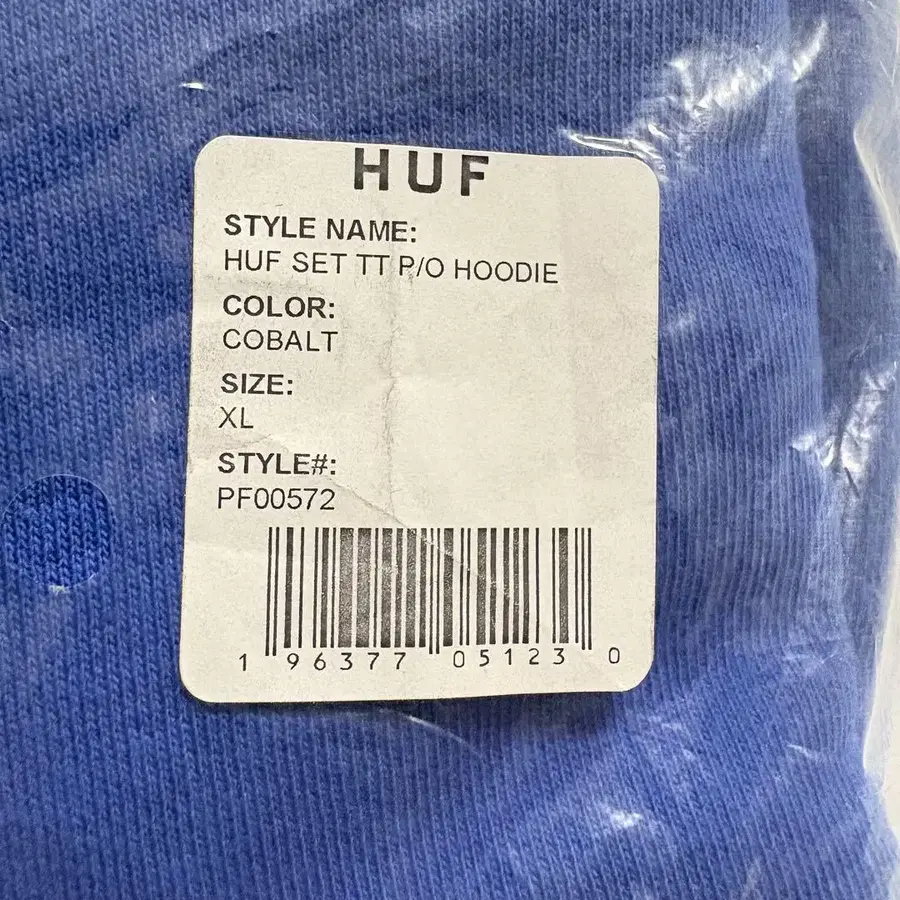 HUF
STYLE NAME:
HUF SET TT P/O HOODIE
COLOR:
COBALT
SIZE:
XL
STYLE#:
PF00572
1 96377 05123 0